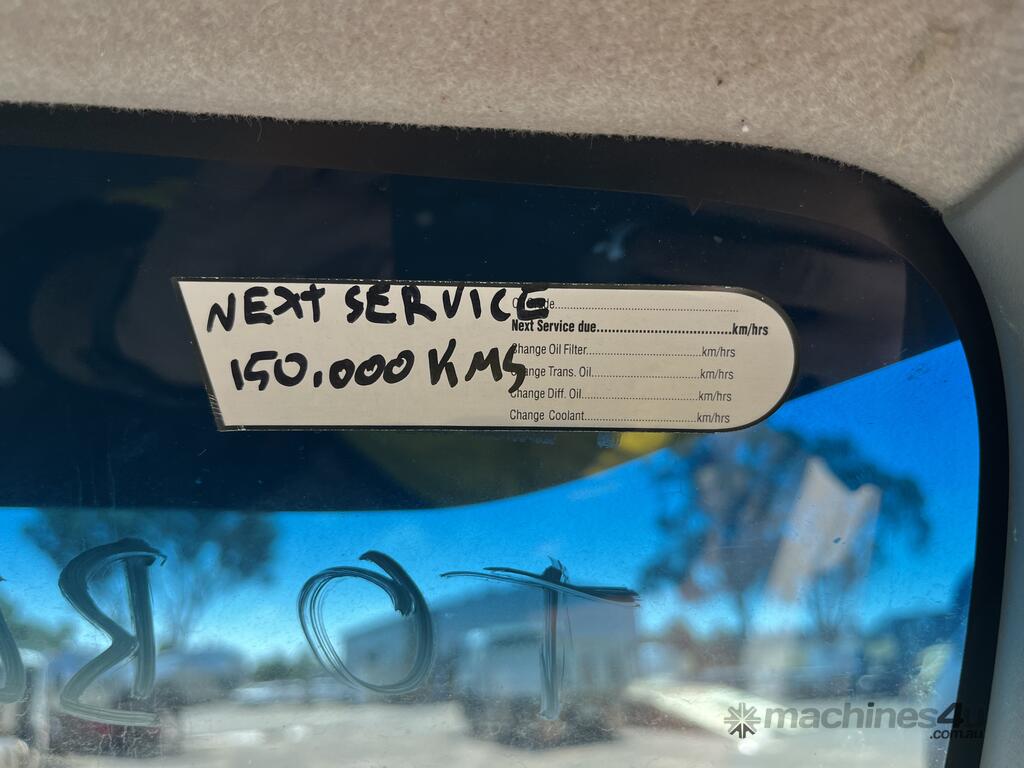 NEXT SERVICE
150,000 KMS
Next Service due..............................km/hrs
Change Oil Filter..............................km/hrs
Change Trans. Oil..............................km/hrs
Change Diff. Oil..............................km/hrs
Change Coolant..............................km/hrs
TO
machines4u
.com.au